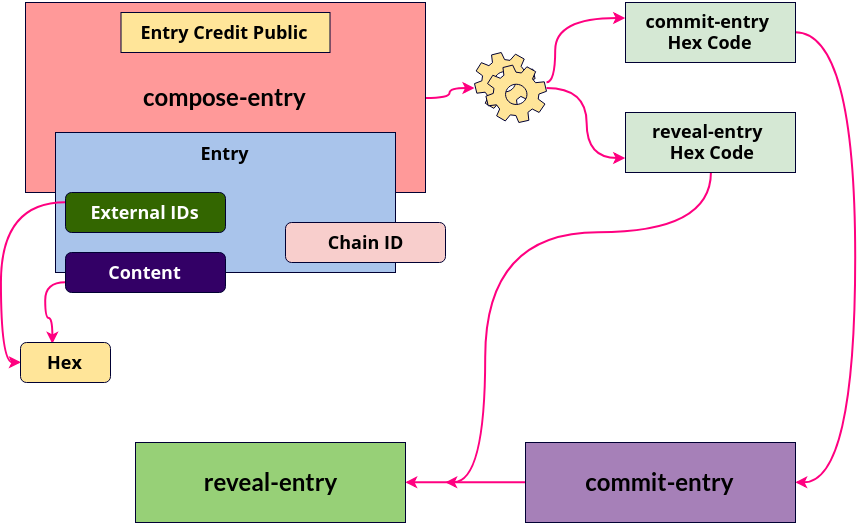 Entry Credit Public
compose-entry
Entry
External IDs
Chain ID
Content
Hex
commit-entry
Hex Code
reveal-entry
Hex Code
reveal-entry
commit-entry